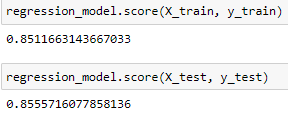 regression_model.score(X_train, y_train)
0.8511663143667033
regression_model.score(X_test, y_test)
0.8555716077858136